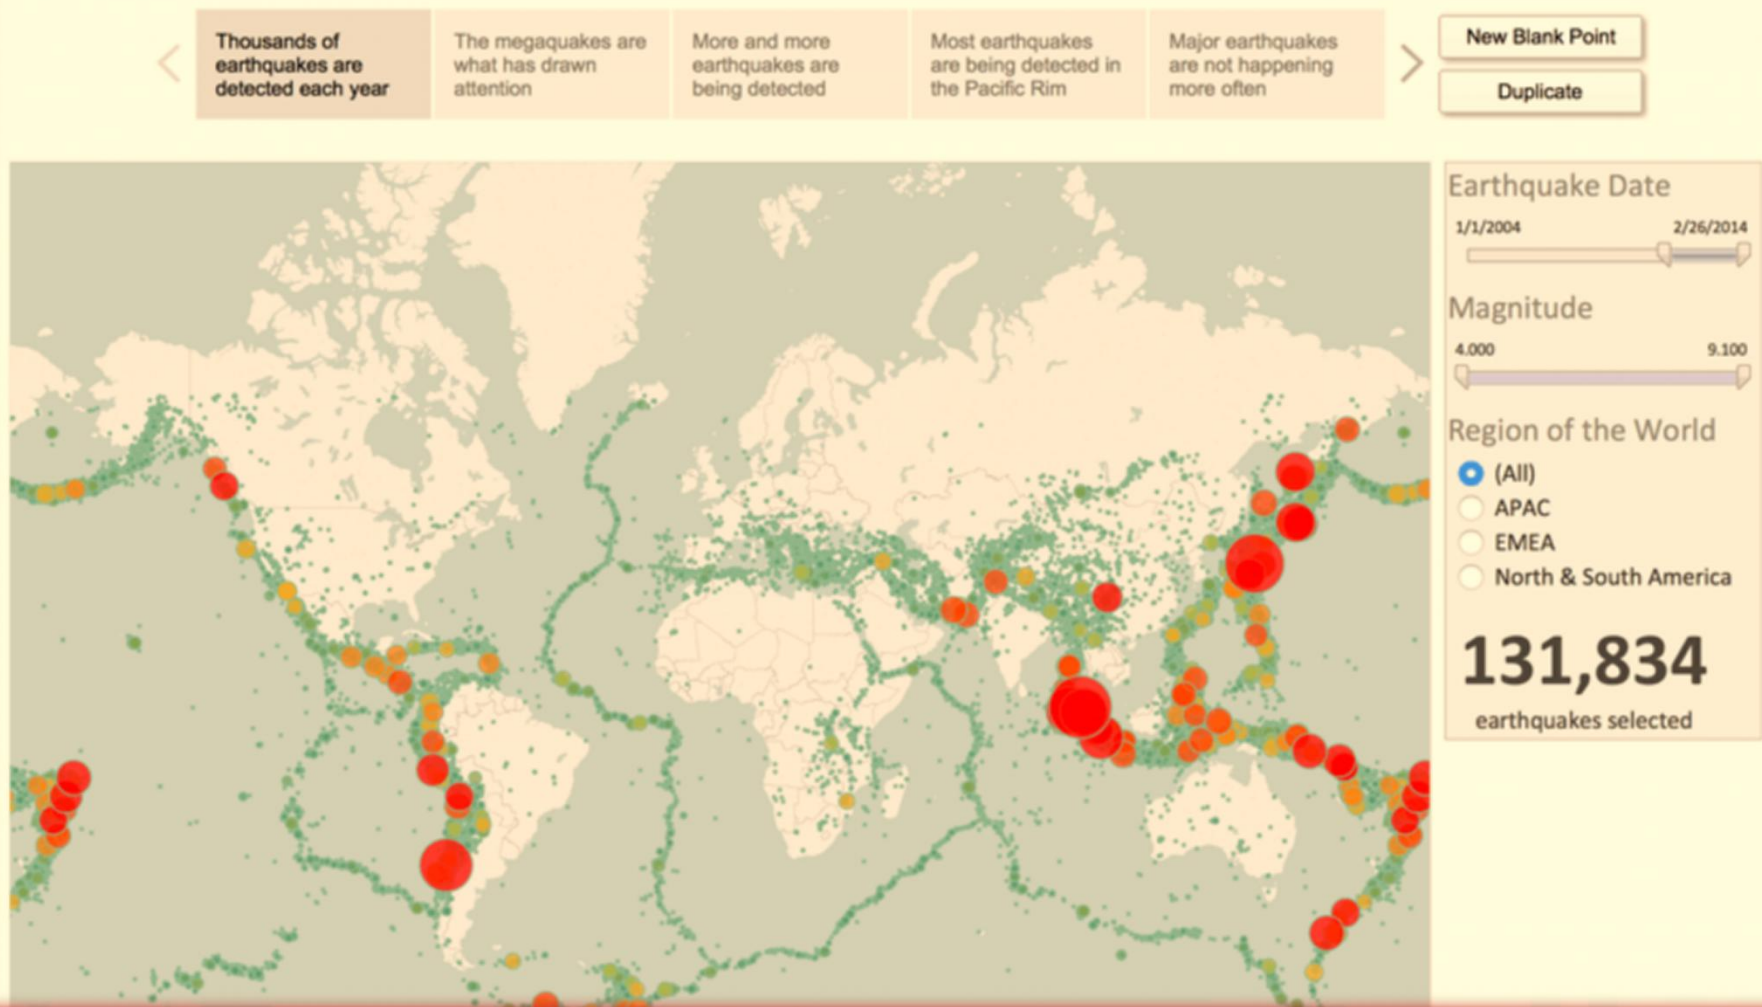 Thousands of
earthquakes are
detected each year
The megaquakes are
what has drawn
attention
More and more
earthquakes are
being detected
Most earthquakes
are being detected in
the Pacific Rim
Major earthquakes
are not happening
more often
New Blank Point
Duplicate
Earthquake Date
1/1/2004
2/26/2014
Magnitude
4.000
9.100
Region of the World
(All)
APAC
EMEA
North & South America
131,834
earthquakes selected